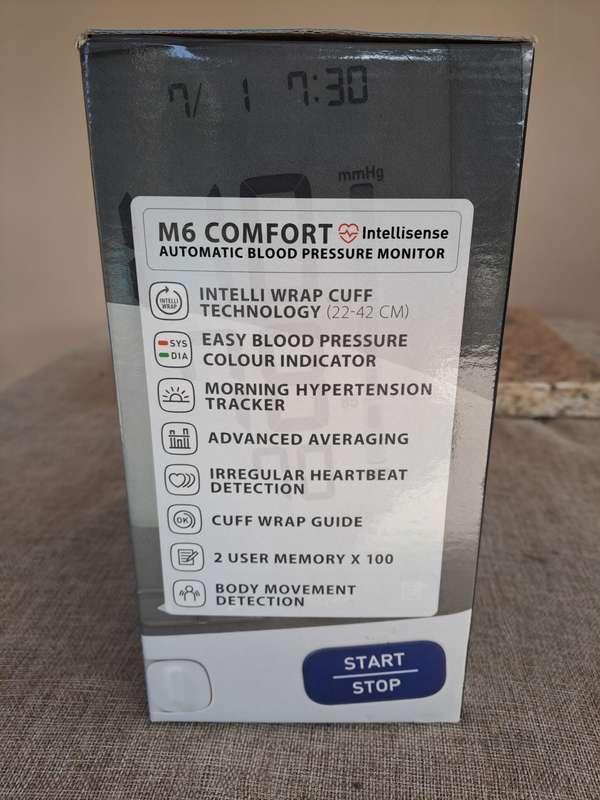 7/ 1 7:30
mmHg
M6 COMFORT Intellisense
AUTOMATIC BLOOD PRESSURE MONITOR
INTELLI WRAP
INTELLI WRAP CUFF
TECHNOLOGY (22-42 CM)
SYS
DIA
EASY BLOOD PRESSURE
COLOUR INDICATOR
MORNING HYPERTENSION
TRACKER
ADVANCED AVERAGING
IRREGULAR HEARTBEAT
DETECTION
OK
CUFF WRAP GUIDE
2 USER MEMORY X 100
BODY MOVEMENT
DETECTION
START
STOP